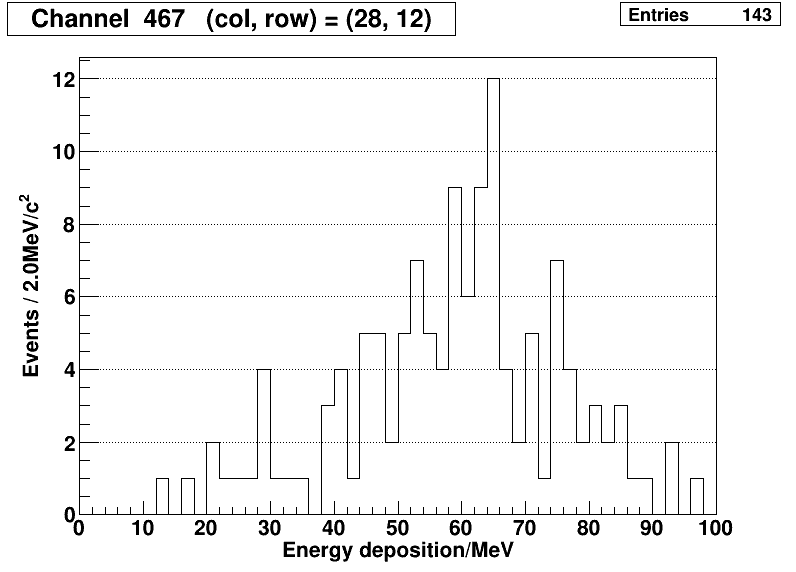 Channel 467 (col, row) = (28, 12)
Entries 143
Events / 2.0MeV/c²
12
10
8
6
4
2
0
0 10 20 30 40 50 60 70 80 90 100
Energy deposition/MeV